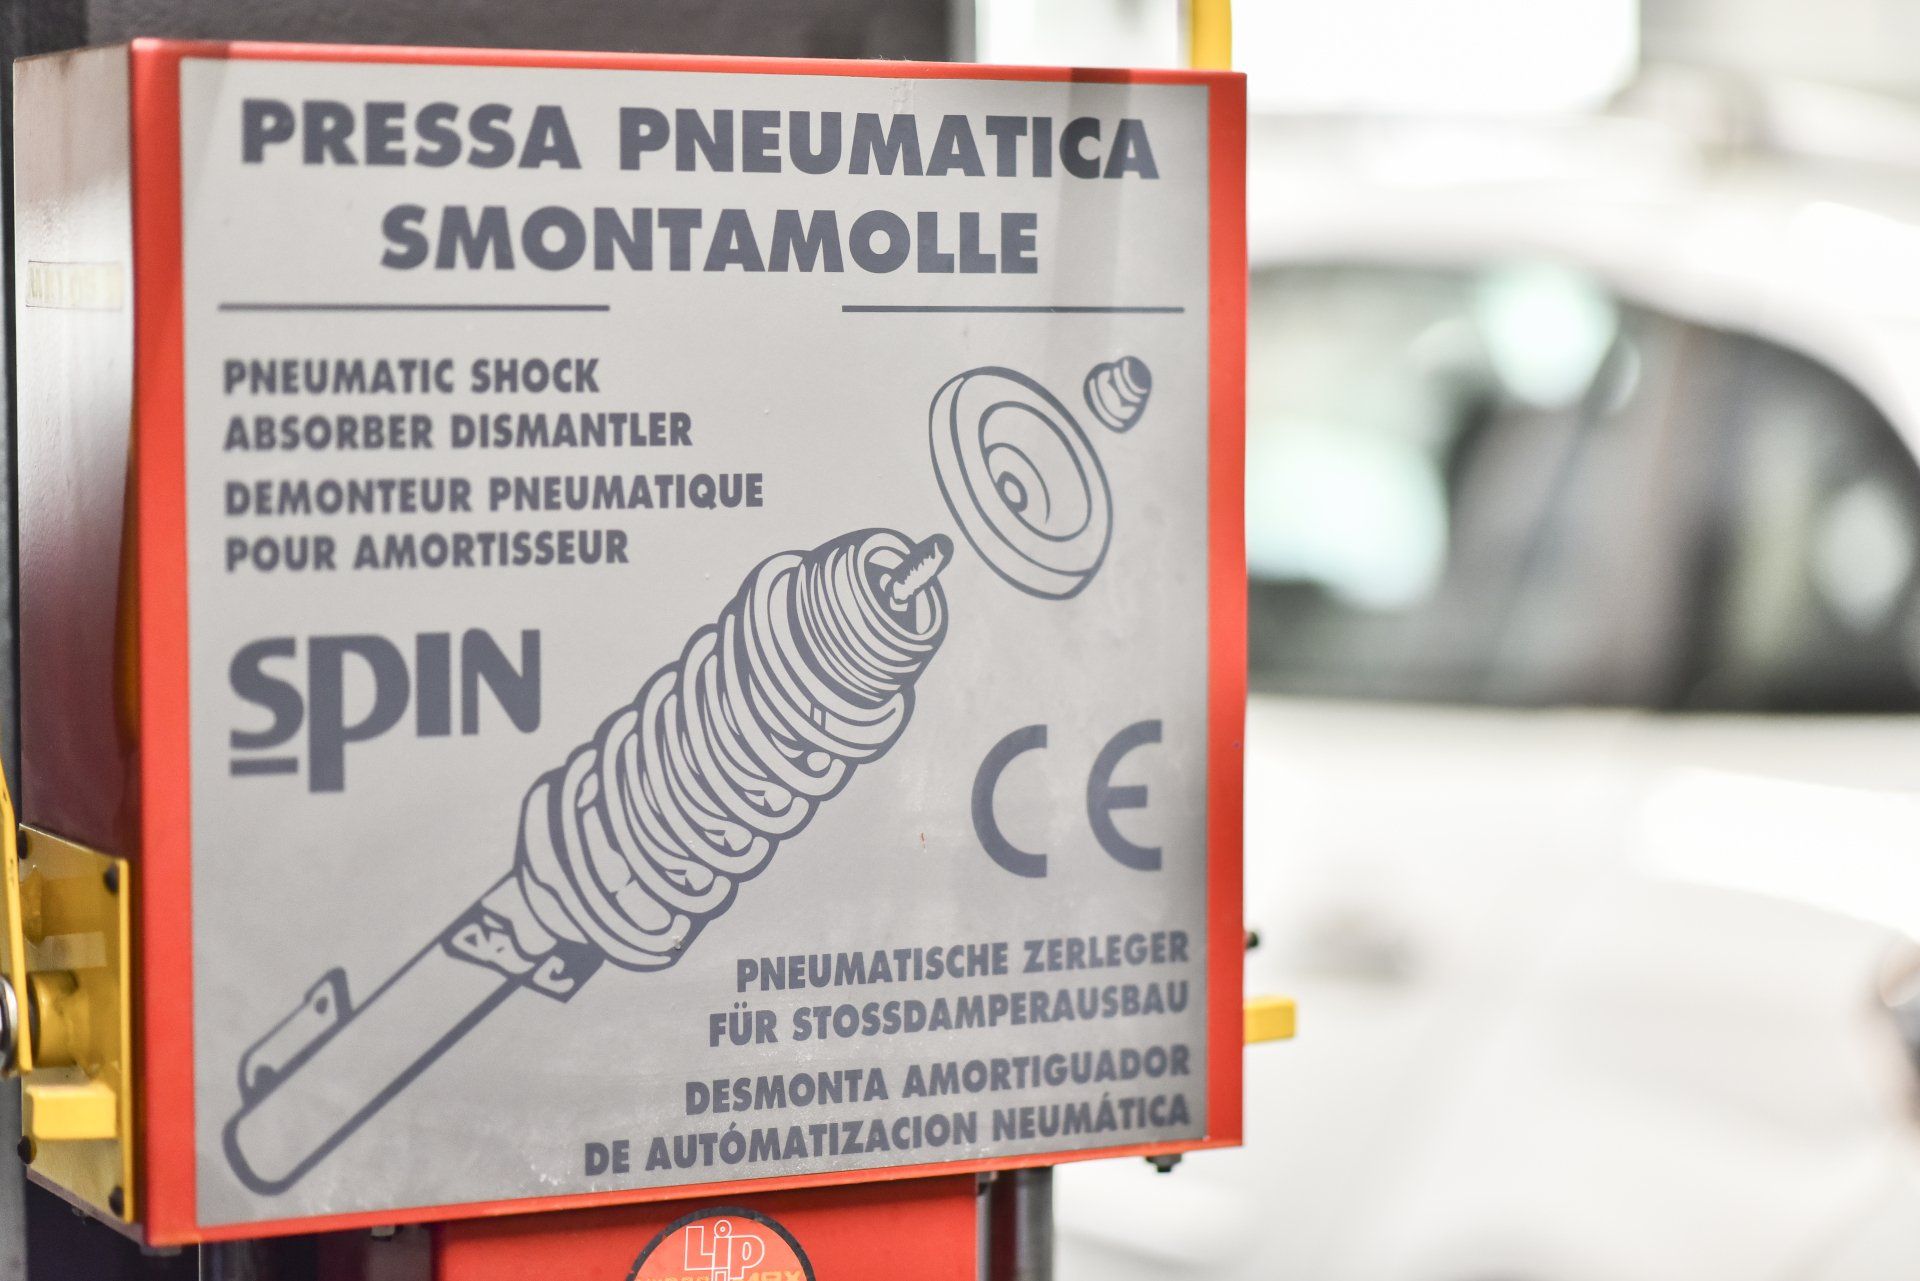 PRESSA PNEUMATICA
SMONTAMOLLE
PNEUMATIC SHOCK
ABSORBER DISMANTLER
DEMONTEUR PNEUMATIQUE
POUR AMORTISSEUR
SPIN
CE
PNEUMATISCHE ZERLEGER
FÜR STOSSDAMPERAUSBAU
DESMONTA AMORTIGUADOR
DE AUTÓMATIZACION NEUMÁTICA
Lip